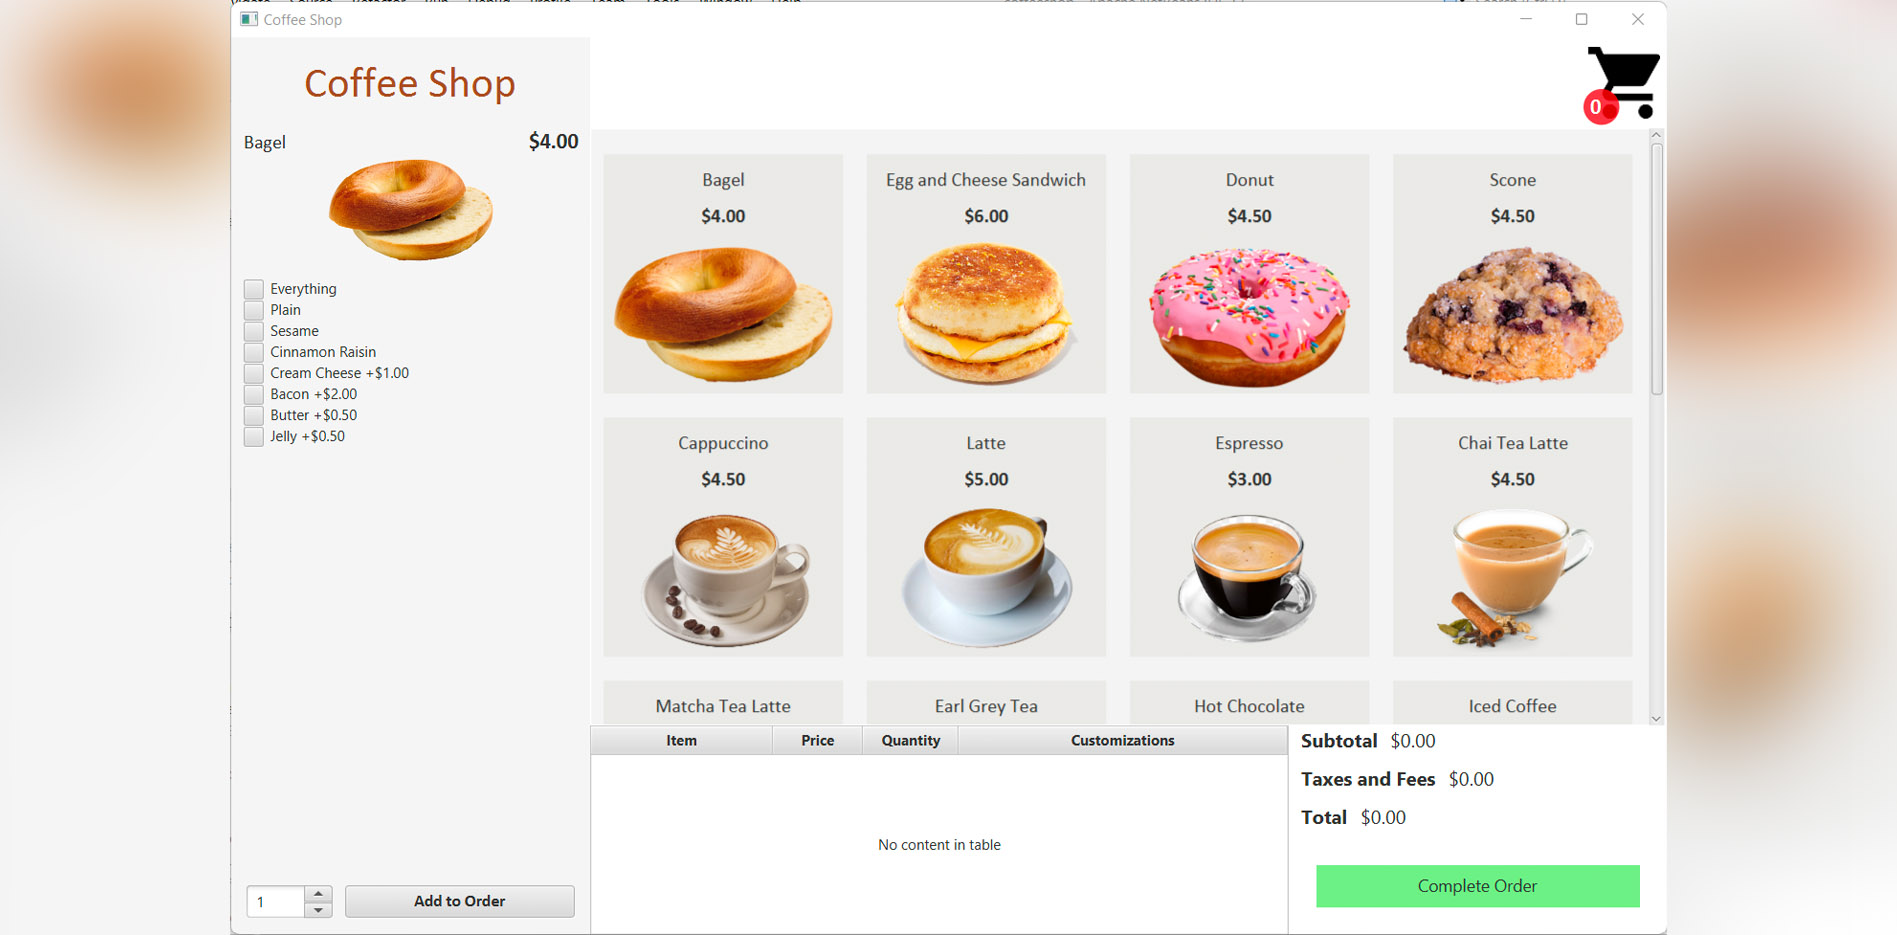 Coffee Shop
Coffee Shop
0
Bagel $4.00
Everything
Plain
Sesame
Cinnamon Raisin
Cream Cheese +$1.00
Bacon +$2.00
Butter +$0.50
Jelly +$0.50
1
Add to Order
Bagel
$4.00
Egg and Cheese Sandwich
$6.00
Donut
$4.50
Scone
$4.50
Cappuccino
$4.50
Latte
$5.00
Espresso
$3.00
Chai Tea Latte
$4.50
Matcha Tea Latte
Earl Grey Tea
Hot Chocolate
Iced Coffee
Item Price Quantity Customizations
No content in table
Subtotal $0.00
Taxes and Fees $0.00
Total $0.00
Complete Order